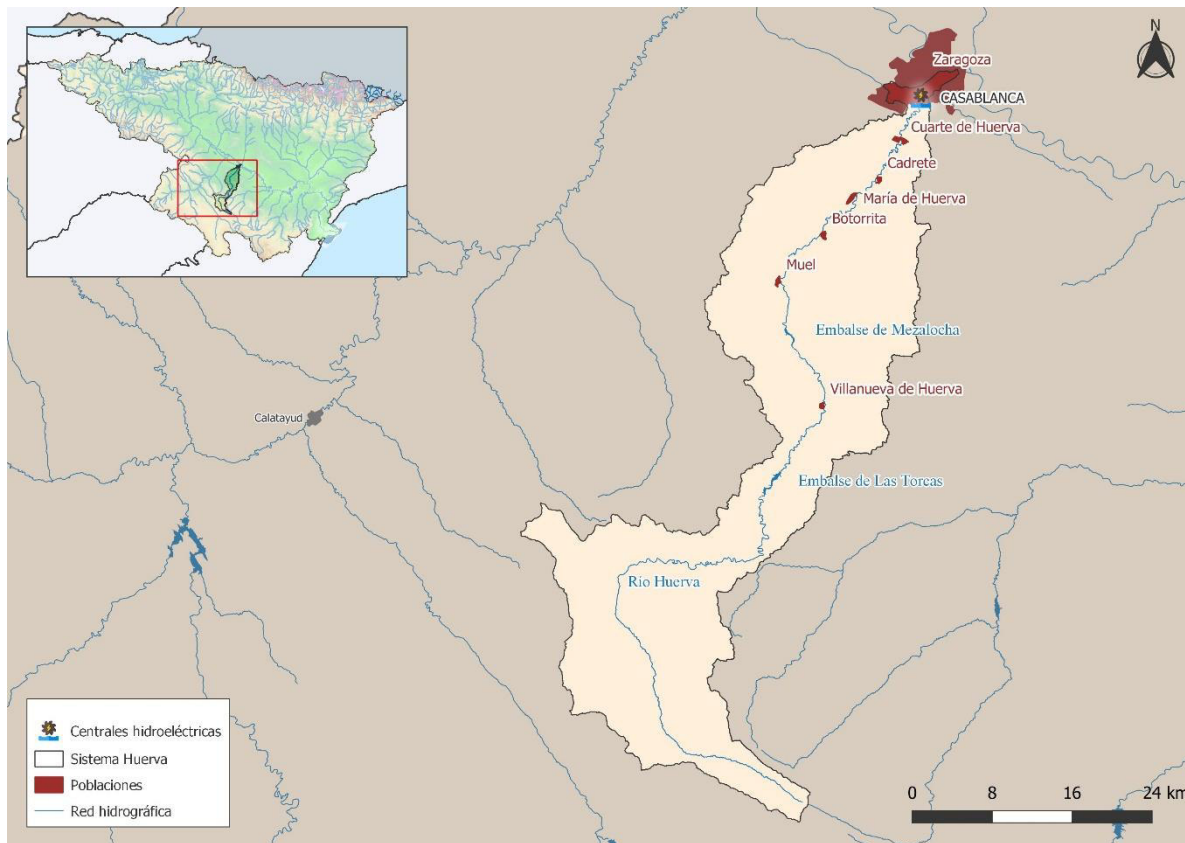 N
Zaragoza
CASABLANCA
Cuarte de Huerva
Cadrete
María de Huerva
Botorrita
Muel
Embalse de Mezalocha
Villanueva de Huerva
Calatayud
Embalse de Las Torcas
Río Huerva
Centrales hidroeléctricas
Sistema Huerva
Poblaciones
Red hidrográfica
0 8 16 24 km